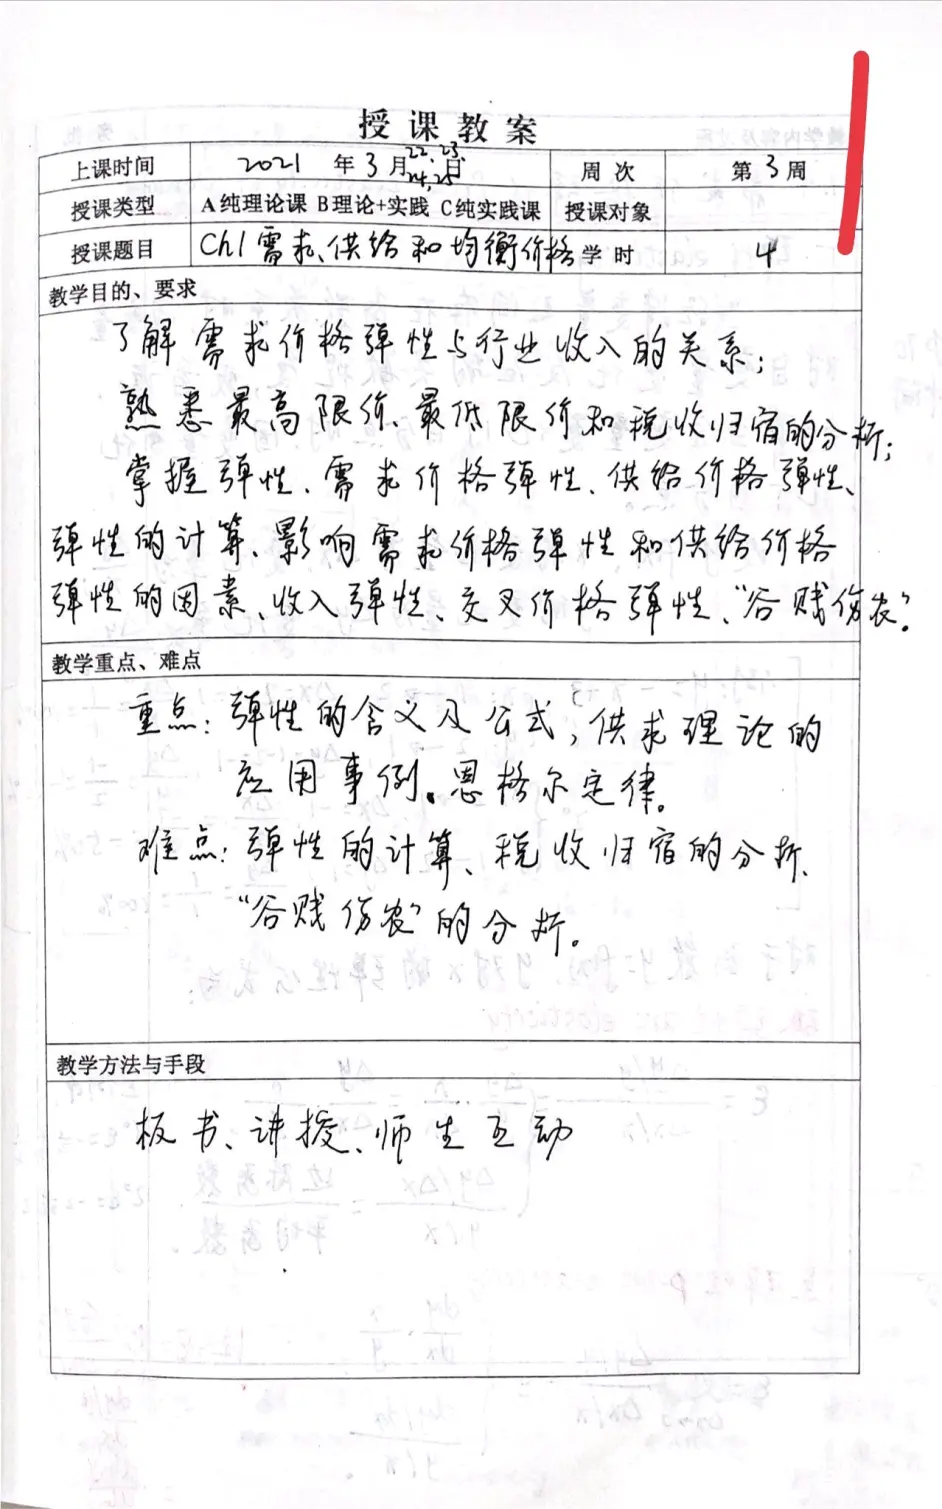 授课教案
上课时间 2021 年 3 月 22.23. 24,25 日 周次 第 3 周
授课类型 A纯理论课 B理论+实践 C纯实践课 授课对象
授课题目 Ch1 需求、供给和均衡价格 学时 4
教学目的、要求
了解需求价格弹性与行业收入的关系;
熟悉最高限价、最低限价和税收归宿的分析;
掌握弹性、需求价格弹性、供给价格弹性、
弹性的计算、影响需求价格弹性和供给价格
弹性的因素、收入弹性、交叉价格弹性、“谷贱伤农”.
教学重点、难点
重点: 弹性的含义及公式, 供求理论的
应用事例。恩格尔定律。
难点: 弹性的计算、税收归宿的分析、
“谷贱伤农”的分析。
教学方法与手段
板书、讲授、师生互动